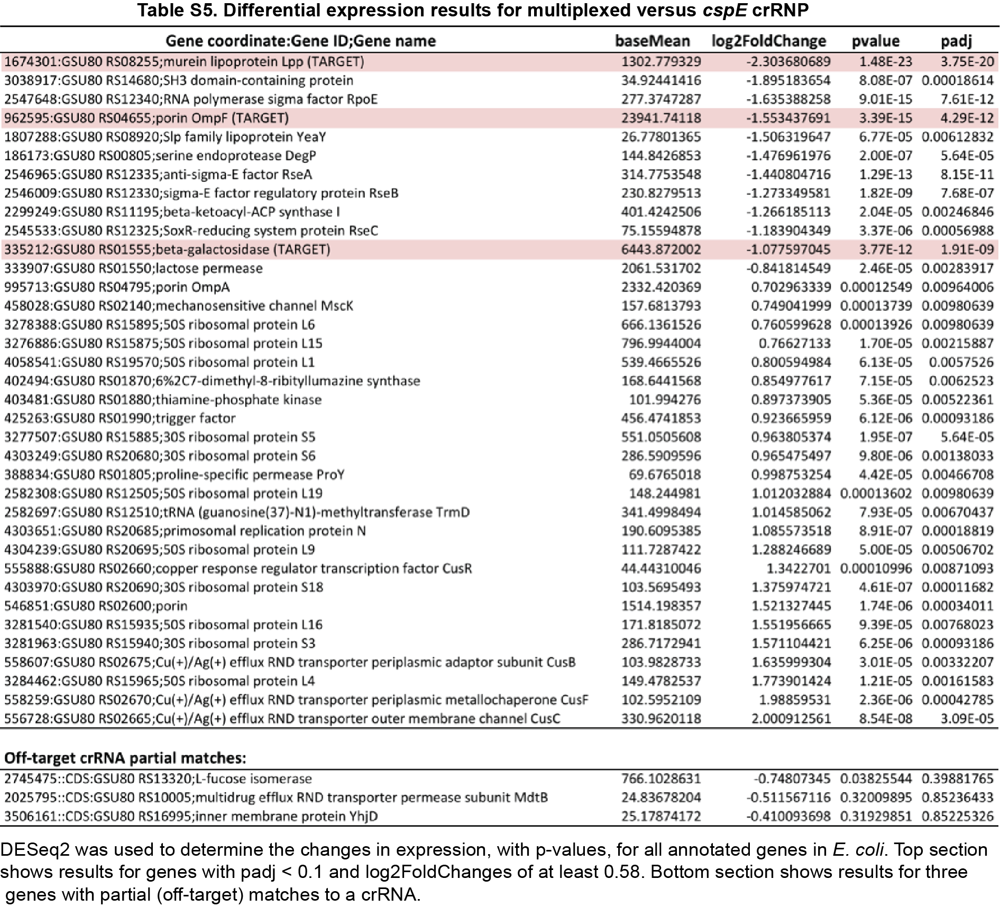 Table S5. Differential expression results for multiplexed versus cspE crRNP
Gene coordinate:Gene ID;Gene name baseMean log2FoldChange pvalue padj
1674301:GSU80 RS08255;murein lipoprotein Lpp (TARGET) 1302.779329 -2.303680689 1.48E-23 3.75E-20
3038917:GSU80 RS14680;SH3 domain-containing protein 34.92441416 -1.895183654 8.08E-07 0.00018614
2547648:GSU80 RS12340;RNA polymerase sigma factor RpoE 277.3747287 -1.635388258 9.01E-15 7.61E-12
962595:GSU80 RS04655;porin OmpF (TARGET) 23941.74118 -1.553437691 3.39E-15 4.29E-12
1807288:GSU80 RS08920;Slp family lipoprotein YeaY 26.77801365 -1.506319647 6.77E-05 0.00612832
186173:GSU80 RS00805;serine endoprotease DegP 144.8426853 -1.476961976 2.00E-07 5.64E-05
2546965:GSU80 RS12335;anti-sigma-E factor RseA 314.7753548 -1.440804716 1.29E-13 8.15E-11
2546009:GSU80 RS12330;sigma-E factor regulatory protein RseB 230.8279513 -1.273349581 1.82E-09 7.68E-07
2299249:GSU80 RS11195;beta-ketoacyl-ACP synthase I 401.4242506 -1.266185113 2.04E-05 0.00246846
2545533:GSU80 RS12325;SoxR-reducing system protein RseC 75.15594878 -1.183904349 3.37E-06 0.00056988
335212:GSU80 RS01555;beta-galactosidase (TARGET) 6443.872002 -1.077597045 3.77E-12 1.91E-09
333907:GSU80 RS01550;lactose permease 2061.531702 -0.841814549 2.46E-05 0.00283917
995713:GSU80 RS04795;porin OmpA 2332.420369 0.702963339 0.00012549 0.00964006
458028:GSU80 RS02140;mechanosensitive channel MscK 157.6813793 0.749041999 0.00013739 0.00980639
3278388:GSU80 RS15895;50S ribosomal protein L6 666.1361526 0.760599628 0.00013926 0.00980639
3276886:GSU80 RS15875;50S ribosomal protein L15 796.9944004 0.76627133 1.70E-05 0.00215887
4058541:GSU80 RS19570;50S ribosomal protein L1 539.4665526 0.800594984 6.13E-05 0.0057526
402494:GSU80 RS01870;6%2C7-dimethyl-8-ribityllumazine synthase 168.6441568 0.854977617 7.15E-05 0.0062523
403481:GSU80 RS01880;thiamine-phosphate kinase 101.994276 0.897373905 5.36E-05 0.00522361
425263:GSU80 RS01990;trigger factor 456.4741853 0.923665959 6.12E-06 0.00093186
3277507:GSU80 RS15885;30S ribosomal protein S5 551.0505608 0.963805374 1.95E-07 5.64E-05
4303249:GSU80 RS20680;30S ribosomal protein S6 286.5909596 0.965475497 9.80E-06 0.00138033
388834:GSU80 RS01805;proline-specific permease ProY 69.6765018 0.998753254 4.42E-05 0.00466708
2582308:GSU80 RS12505;50S ribosomal protein L19 148.244981 1.012032884 0.00013602 0.00980639
2582697:GSU80 RS12510;tRNA (guanosine(37)-N1)-methyltransferase TrmD 341.4998494 1.014585062 7.93E-05 0.00670437
4303651:GSU80 RS20685;primosomal replication protein N 190.6095385 1.085573518 8.91E-07 0.00018819
4304239:GSU80 RS20695;50S ribosomal protein L9 111.7287422 1.288246689 5.00E-05 0.00506702
555888:GSU80 RS02660;copper response regulator transcription factor CusR 44.44310046 1.3422701 0.00010996 0.00871093
4303970:GSU80 RS20690;30S ribosomal protein S18 103.5695493 1.375974721 4.61E-07 0.00011682
546851:GSU80 RS02600;porin 1514.198357 1.521327445 1.74E-06 0.00034011
3281540:GSU80 RS15935;50S ribosomal protein L16 171.8185072 1.551956665 9.39E-05 0.00768023
3281963:GSU80 RS15940;30S ribosomal protein S3 286.7172941 1.571104421 6.25E-06 0.00093186
558607:GSU80 RS02675;Cu(+)/Ag(+) efflux RND transporter periplasmic adaptor subunit CusB 103.9828733 1.635999304 3.01E-05 0.00332207
3284462:GSU80 RS15965;50S ribosomal protein L4 149.4782537 1.773901424 1.21E-05 0.00161583
558259:GSU80 RS02670;Cu(+)/Ag(+) efflux RND transporter periplasmic metallochaperone CusF 102.5952109 1.98859531 2.36E-06 0.00042785
556728:GSU80 RS02665;Cu(+)/Ag(+) efflux RND transporter outer membrane channel CusC 330.9620118 2.000912561 8.54E-08 3.09E-05
Off-target crRNA partial matches:
2745475::CDS:GSU80 RS13320;L-fucose isomerase 766.1028631 -0.74807345 0.03825544 0.39881765
2025795::CDS:GSU80 RS10005;multidrug efflux RND transporter permease subunit MdtB 24.83678204 -0.511567116 0.32009895 0.85236433
3506161::CDS:GSU80 RS16995;inner membrane protein YhjD 25.17874172 -0.410093698 0.31929851 0.85225326
DESeq2 was used to determine the changes in expression, with p-values, for all annotated genes in E. coli. Top section
shows results for genes with padj < 0.1 and log2FoldChanges of at least 0.58. Bottom section shows results for three
genes with partial (off-target) matches to a crRNA.